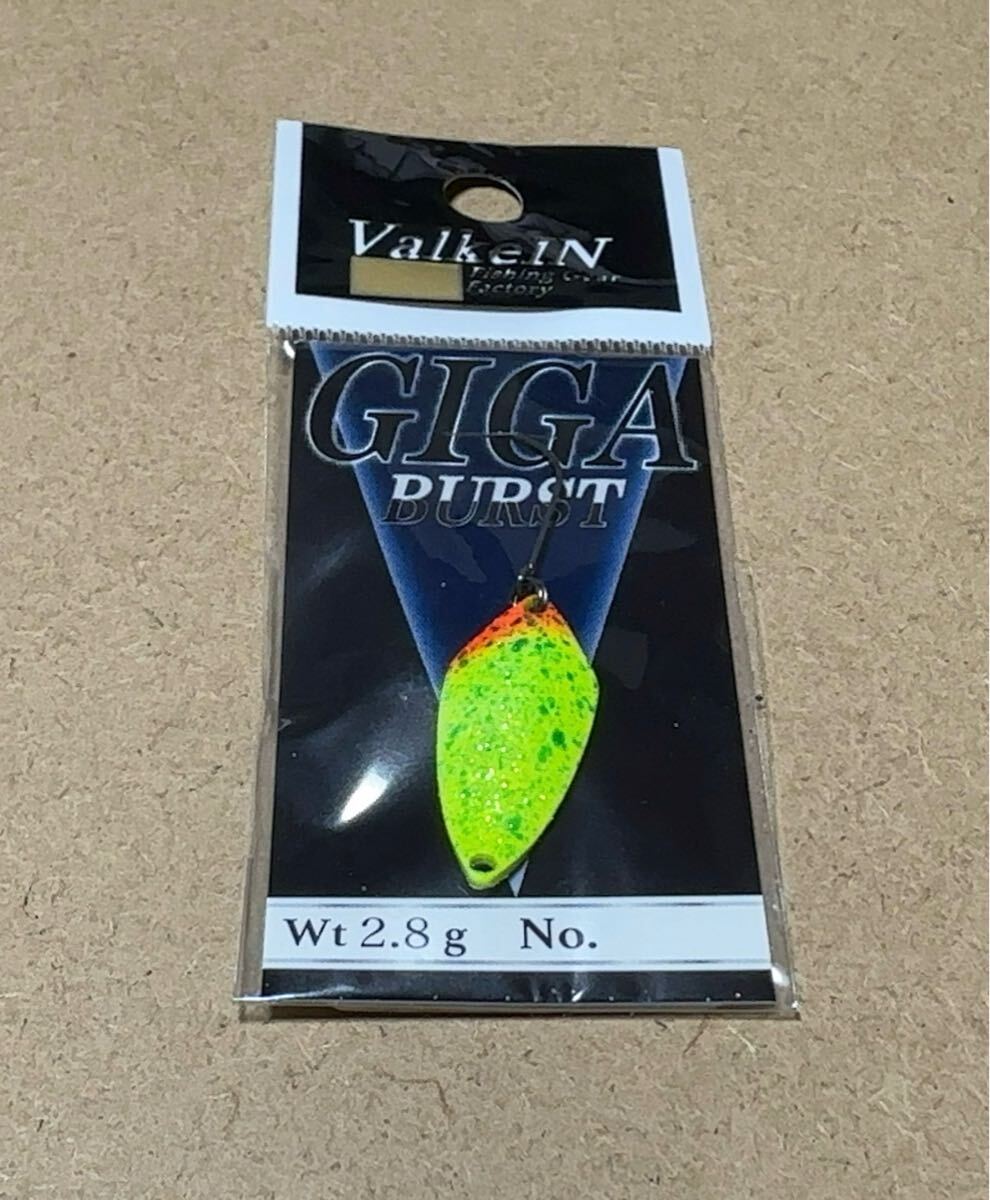 ValkeIN
Fishing Gear
Factory
GIGA
BURST
Wt 2.8 g No.